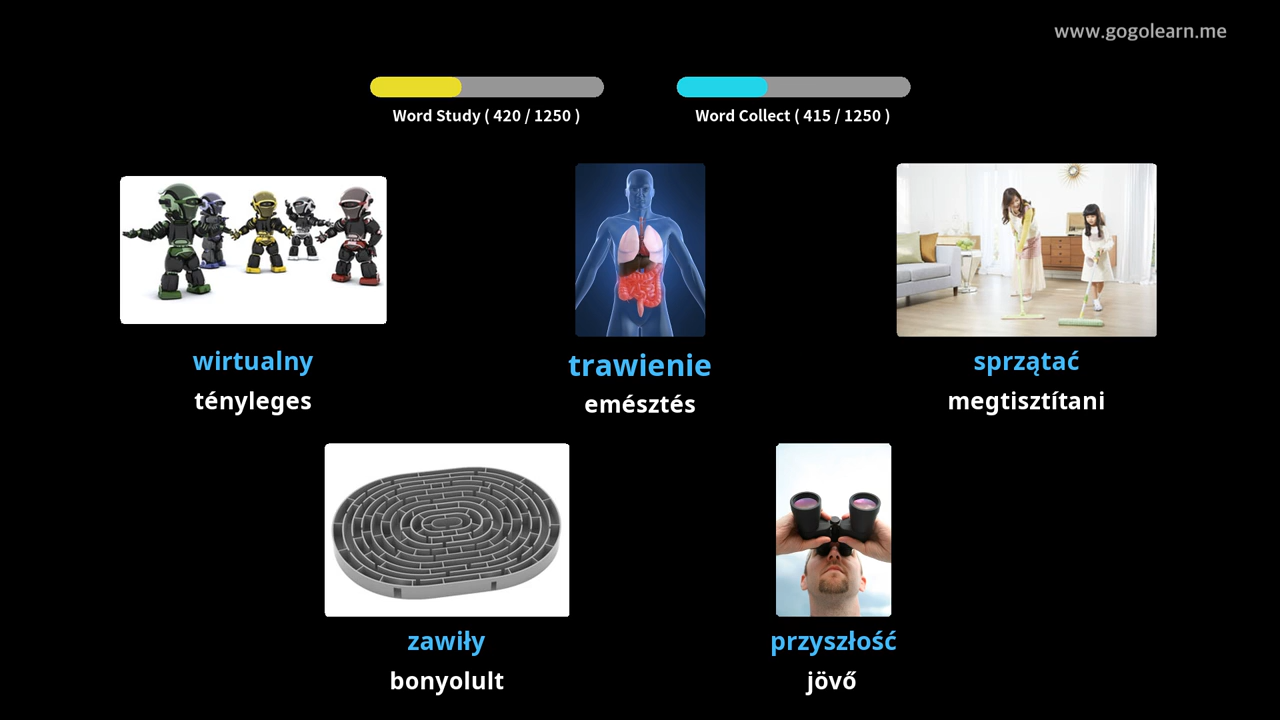 www.gogolearn.me
Word Study ( 420 / 1250 )
Word Collect ( 415 / 1250 )
wirtualny
tényleges
trawienie
emésztés
sprzątać
megtisztítani
zawiły
bonyolult
przyszłość
jövő